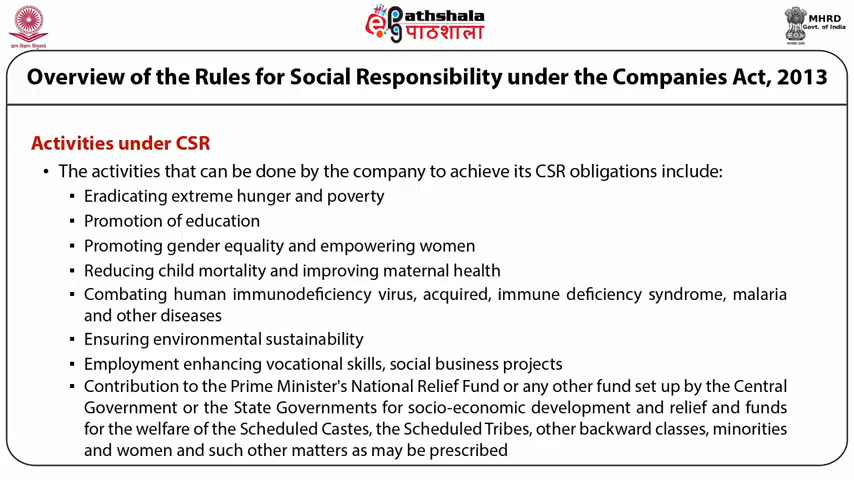 ePathshala
पाठशाला
MHRD
Govt. of India
Overview of the Rules for Social Responsibility under the Companies Act, 2013
Activities under CSR
• The activities that can be done by the company to achieve its CSR obligations include:
▪ Eradicating extreme hunger and poverty
▪ Promotion of education
▪ Promoting gender equality and empowering women
▪ Reducing child mortality and improving maternal health
▪ Combating human immunodeficiency virus, acquired, immune deficiency syndrome, malaria
and other diseases
▪ Ensuring environmental sustainability
▪ Employment enhancing vocational skills, social business projects
▪ Contribution to the Prime Minister's National Relief Fund or any other fund set up by the Central
Government or the State Governments for socio-economic development and relief and funds
for the welfare of the Scheduled Castes, the Scheduled Tribes, other backward classes, minorities
and women and such other matters as may be prescribed